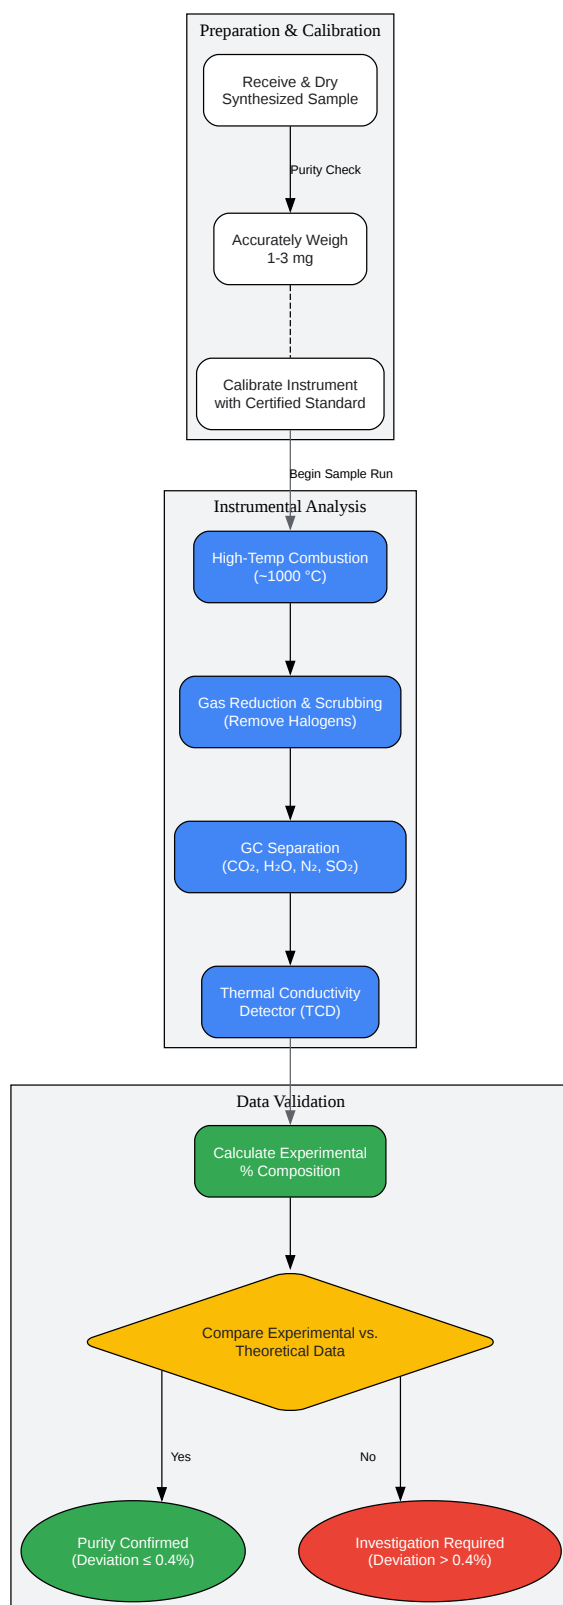 Preparation & Calibration
Receive & Dry
Synthesized Sample
Purity Check
Accurately Weigh
1-3 mg
Calibrate Instrument
with Certified Standard
Begin Sample Run
Instrumental Analysis
High-Temp Combustion
(~1000 °C)
Gas Reduction & Scrubbing
(Remove Halogens)
GC Separation
(CO₂, H₂O, N₂, SO₂)
Thermal Conductivity
Detector (TCD)
Data Validation
Calculate Experimental
% Composition
Compare Experimental vs.
Theoretical Data
Yes
No
Purity Confirmed
(Deviation ≤ 0.4%)
Investigation Required
(Deviation > 0.4%)